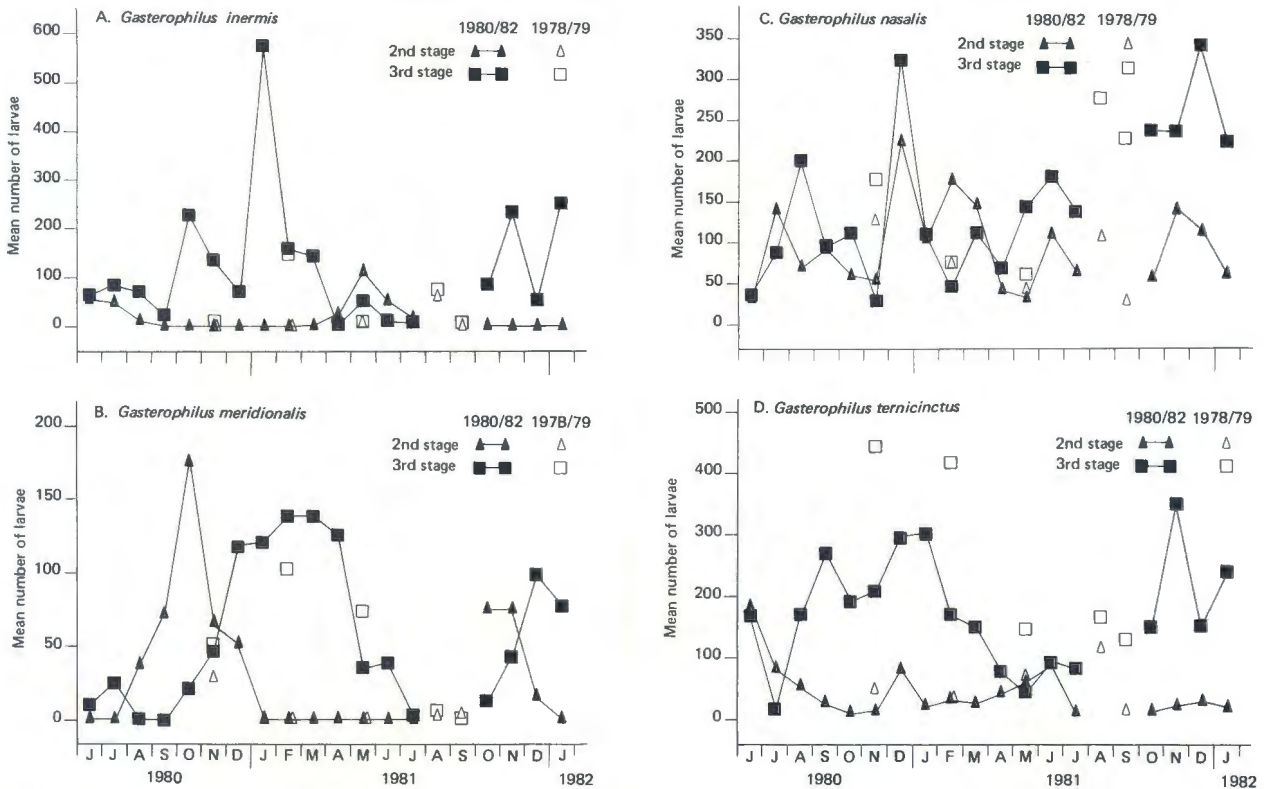 A. Gasterophilus inermis
1980/82 1978/79
2nd stage
3rd stage
Mean number of larvae
600
500
400
300
200
100
0
C. Gasterophilus nasalis
1980/82 1978/79
2nd stage
3rd stage
Mean number of larvae
350
300
250
200
150
100
50
0
B. Gasterophilus meridionalis
1980/82 197B/79
2nd stage
3rd stage
Mean number of larvae
200
150
100
50
0
J J A S O N D J F M A M J J A S O N D J
1980 1981 1982
D. Gasterophilus ternicinctus
1980/82 1978/79
2nd stage
3rd stage
Mean number of larvae
500
400
300
200
100
0
J J A S O N D J F M A M J J A S O N D J
1980 1981 1982